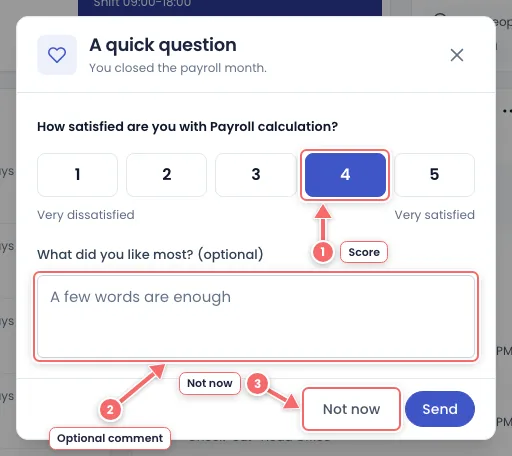 Shift 09:00-18:00
A quick question
You closed the payroll month.
How satisfied are you with Payroll calculation?
1 2 3 4 5
Very dissatisfied Very satisfied
1 Score
What did you like most? (optional)
A few words are enough
Not now 3
2
Not now Send
Optional comment